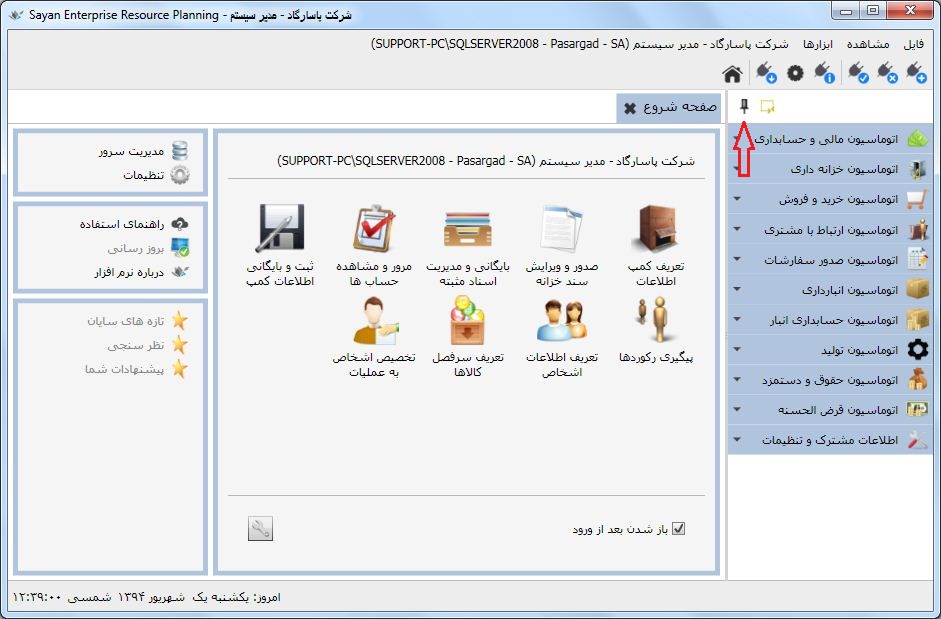 Sayan Enterprise Resource Planning - شرکت پاسارگاد - مدیر سیستم
فایل مشاهده ابزارها شرکت پاسارگاد - مدیر سیستم (SUPPORT-PC\SQLSERVER2008 - Pasargad - SA)
صفحه شروع
اتوماسیون مالی و حسابداری
اتوماسیون خزانه داری
اتوماسیون خرید و فروش
اتوماسیون ارتباط با مشتری
اتوماسیون صدور سفارشات
اتوماسیون انبارداری
اتوماسیون حسابداری انبار
اتوماسیون تولید
اتوماسیون حقوق و دستمزد
اتوماسیون قرض الحسنه
اطلاعات مشترک و تنظیمات
شرکت پاسارگاد - مدیر سیستم (SUPPORT-PC\SQLSERVER2008 - Pasargad - SA)
تعریف کمپ
اطلاعات
صدور و ویرایش
سند خزانه
بایگانی و مدیریت
اسناد مثبته
مرور و مشاهده
حساب ها
ثبت و بایگانی
اطلاعات کمپ
پیگیری رکوردها
تعریف اطلاعات
اشخاص
تعریف سرفصل
کالاها
تخصیص اشخاص
به عملیات
باز شدن بعد از ورود
مدیریت سرور
تنظیمات
راهنمای استفاده
بروز رسانی
درباره نرم افزار
تازه های سایان
نظر سنجی
پیشنهادات شما
امروز: یکشنبه یک شهریور ۱۳۹۴ شمسی ۱۲:۳۹:۰۰